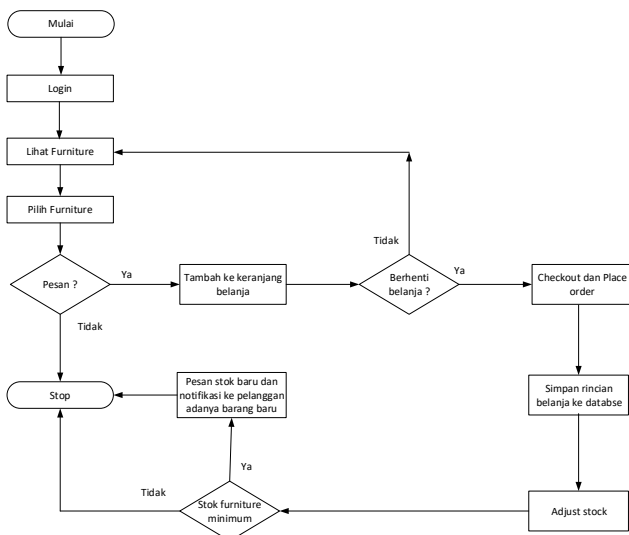 Mulai
Login
Lihat Furniture
Pilih Furniture
Tidak
Pesan ?
Ya
Tambah ke keranjang
belanja
Berhenti
belanja ?
Ya
Checkout dan Place
order
Tidak
Stop
Pesan stok baru dan
notifikasi ke pelanggan
adanya barang baru
Simpan rincian
belanja ke databse
Ya
Tidak
Stok furniture
minimum
Adjust stock